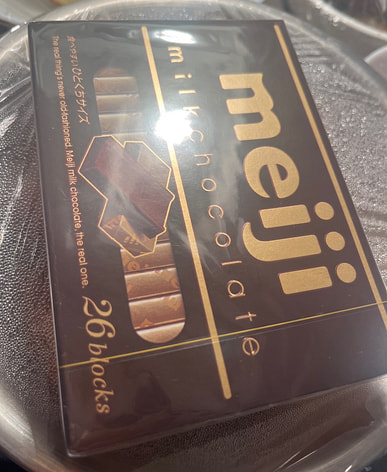 meiji
milk chocolate
食べやすいひとくちサイズ
The real thing's never old-fashioned. Meiji milk chocolate, the real one.
26 blocks